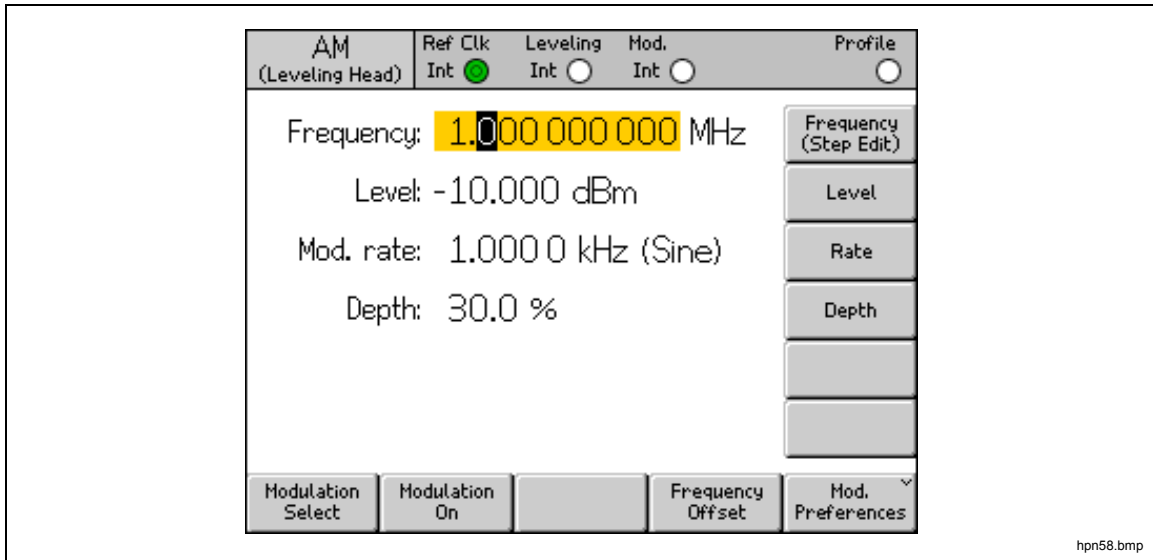 AM
(Leveling Head)
Ref Clk Leveling Mod. Profile
Int Int Int
Frequency: 1.000 000 000 MHz
Frequency
(Step Edit)
Level: -10.000 dBm
Level
Mod. rate: 1.000 0 kHz (Sine)
Rate
Depth: 30.0 %
Depth
Modulation
Select
Modulation
On
Frequency
Offset
Mod.
Preferences
hpn58.bmp